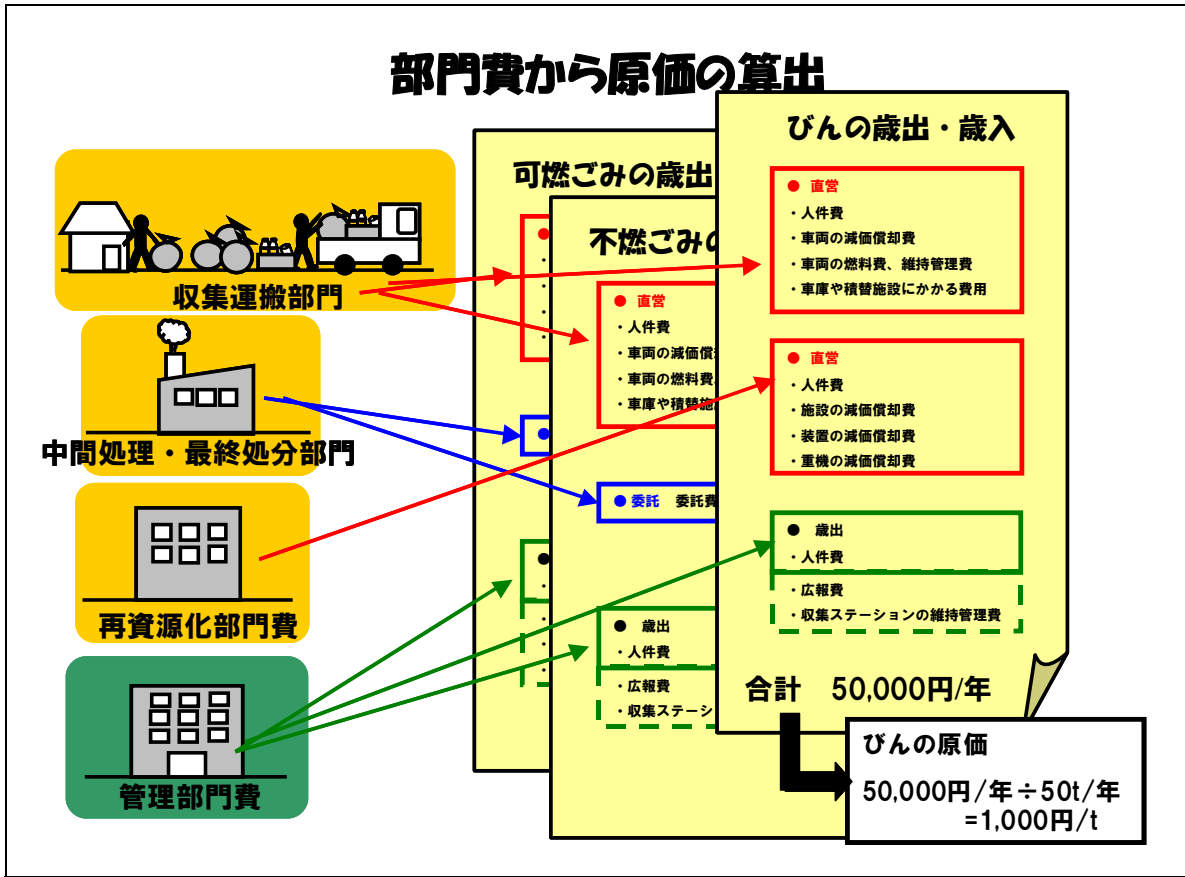 部門費から原価の算出
収集運搬部門
中間処理・最終処分部門
再資源化部門費
管理部門費
可燃ごみの歳出
●
・
・
・
・
●
●
・
・
・
・
不燃ごみの
● 直営
・人件費
・車両の減価償
・車両の燃料費、
・車庫や積替施
● 委託 委託費
● 歳出
・人件費
・広報費
・収集ステーシ
びんの歳出・歳入
● 直営
・人件費
・車両の減価償却費
・車両の燃料費、維持管理費
・車庫や積替施設にかかる費用
● 直営
・人件費
・施設の減価償却費
・装置の減価償却費
・重機の減価償却費
● 歳出
・人件費
・広報費
・収集ステーションの維持管理費
合計 50,000円/年
びんの原価
50,000円/年÷50t/年
=1,000円/t